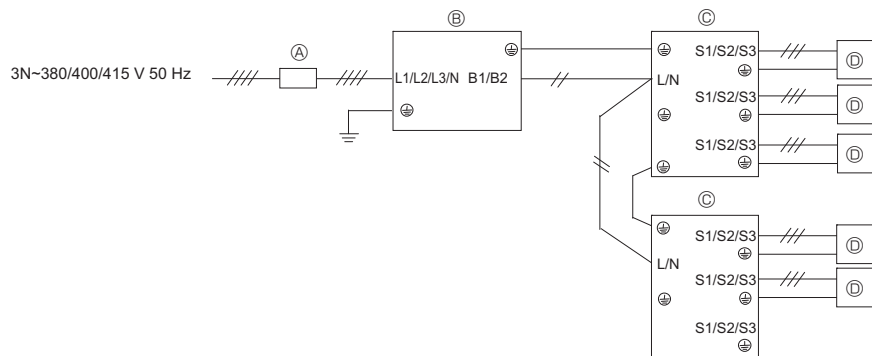 3N~380/400/415 V 50 Hz
Ⓐ
Ⓑ
L1/L2/L3/N B1/B2
Ⓒ
L/N
S1/S2/S3
S1/S2/S3
S1/S2/S3
Ⓓ
Ⓓ
Ⓓ
Ⓒ
L/N
S1/S2/S3
S1/S2/S3
S1/S2/S3
Ⓓ
Ⓓ